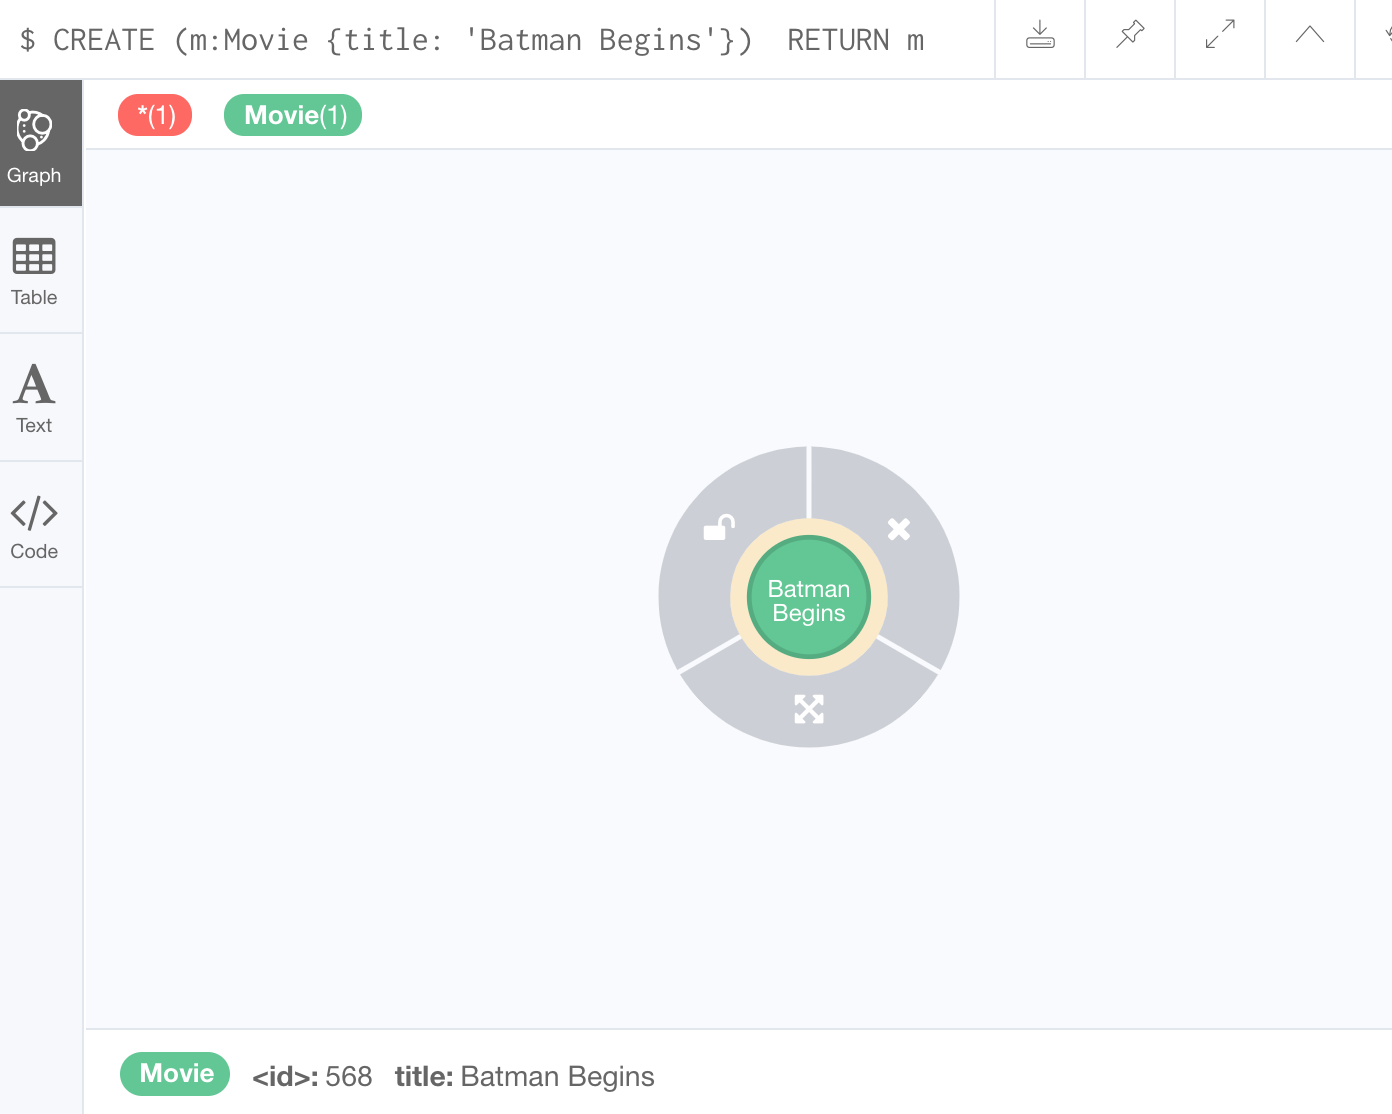 $ CREATE (m:Movie {title: 'Batman Begins'})  RETURN m
*(1) Movie(1)
Graph
Table
A
Text
</>
Code
Batman
Begins
Movie <id>: 568 title: Batman Begins